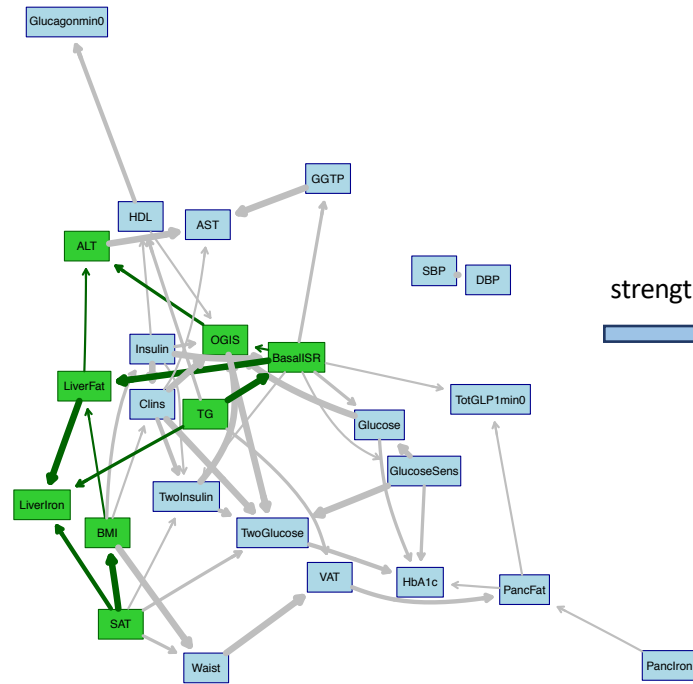 Glucagonmin0
GGTP
HDL
AST
ALT
SBP
DBP
strengt
OGIS
Insulin
BasalISR
LiverFat
TotGLP1min0
Clins
TG
Glucose
GlucoseSens
TwoInsulin
LiverIron
BMI
TwoGlucose
VAT
HbA1c
PancFat
SAT
Waist
PancIron